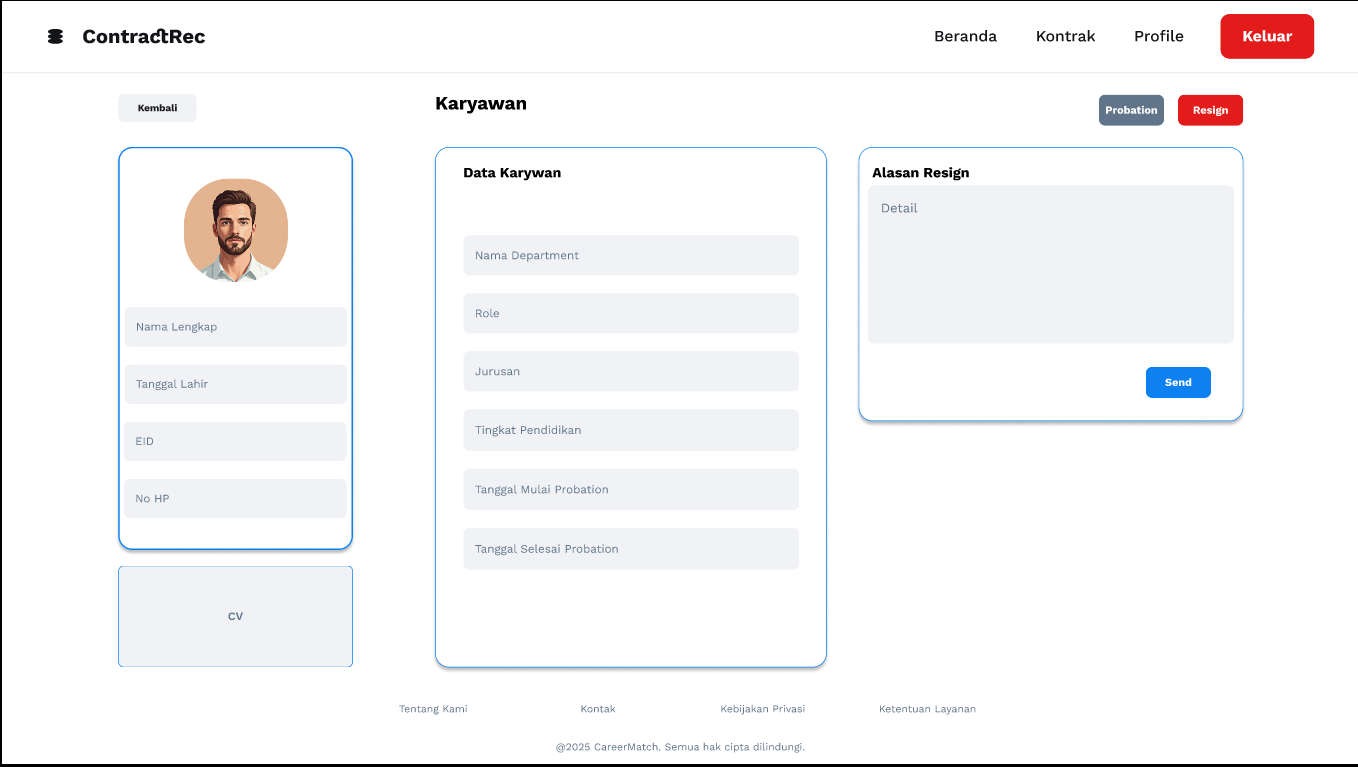 ContractRec
Beranda
Kontrak
Profile
Keluar
Kembali
Karyawan
Probation
Resign
Nama Lengkap
Tanggal Lahir
EID
No HP
CV
Data Karywan
Nama Department
Role
Jurusan
Tingkat Pendidikan
Tanggal Mulai Probation
Tanggal Selesai Probation
Alasan Resign
Detail
Send
Tentang Kami
Kontak
Kebijakan Privasi
Ketentuan Layanan
@2025 CareerMatch. Semua hak cipta dilindungi.